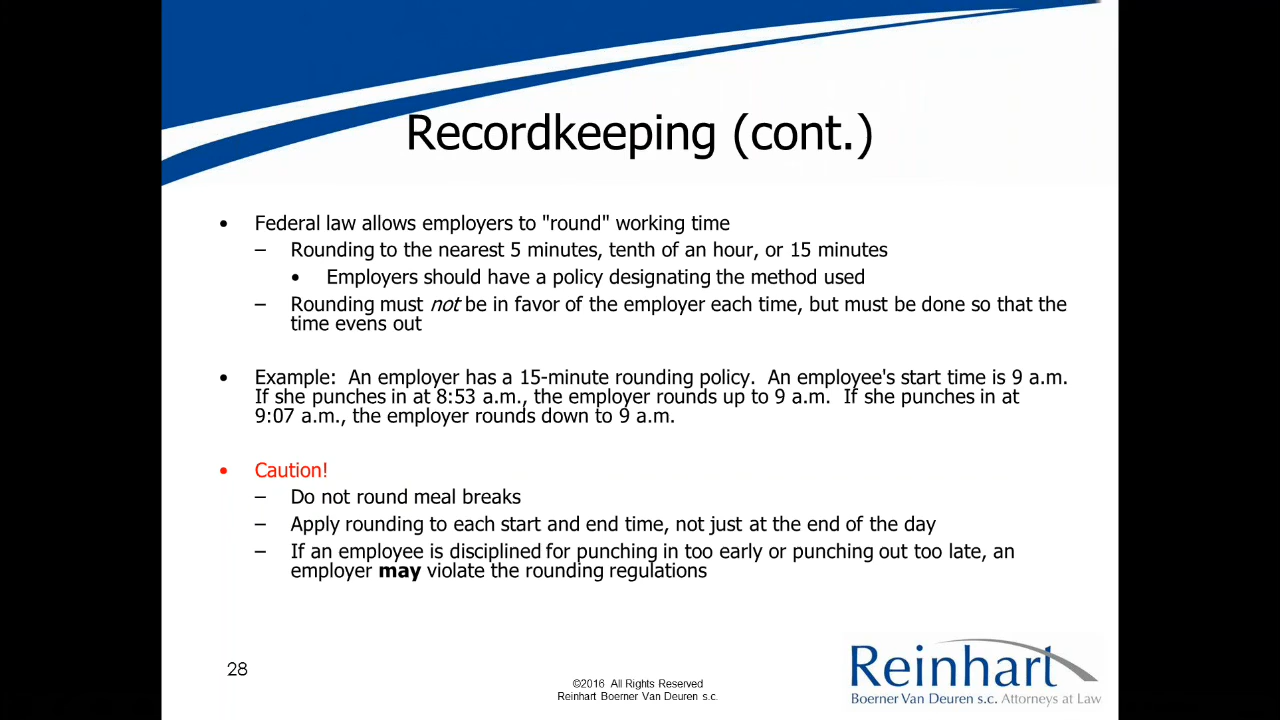 Recordkeeping (cont.)
• Federal law allows employers to "round" working time
– Rounding to the nearest 5 minutes, tenth of an hour, or 15 minutes
• Employers should have a policy designating the method used
– Rounding must not be in favor of the employer each time, but must be done so that the
time evens out
• Example:  An employer has a 15-minute rounding policy.  An employee's start time is 9 a.m.
If she punches in at 8:53 a.m., the employer rounds up to 9 a.m.  If she punches in at
9:07 a.m., the employer rounds down to 9 a.m.
• Caution!
– Do not round meal breaks
– Apply rounding to each start and end time, not just at the end of the day
– If an employee is disciplined for punching in too early or punching out too late, an
employer may violate the rounding regulations
28
©2016 All Rights Reserved
Reinhart Boerner Van Deuren s.c.
Reinhart
Boerner Van Deuren s.c. Attorneys at Law